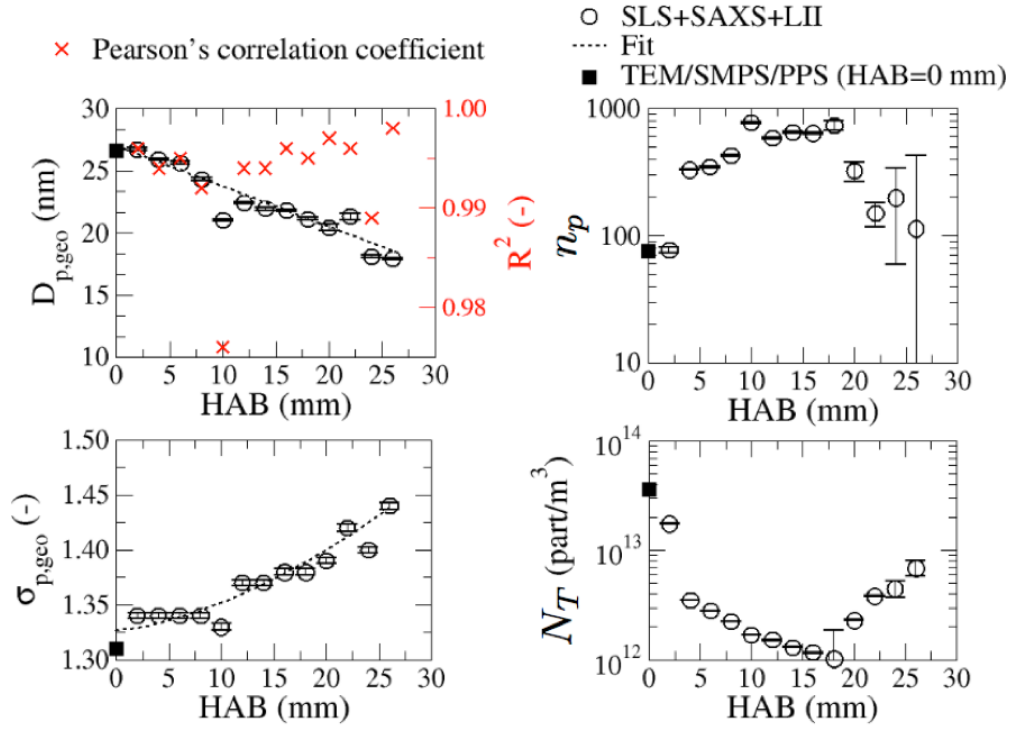 × Pearson's correlation coefficient
○ SLS+SAXS+LII
Fit
■ TEM/SMPS/PPS (HAB=0 mm)
30
25
20
15
10
D_{p,geo} (nm)
1.00
0.99
0.98
R^2 (-)
0 5 10 15 20 25 30
HAB (mm)
1000
100
10
n_p
0 5 10 15 20 25 30
HAB (mm)
1.50
1.45
1.40
1.35
1.30
σ_{p,geo} (-)
0 5 10 15 20 25 30
HAB (mm)
10^{14}
10^{13}
10^{12}
N_T (part/m^3)
0 5 10 15 20 25 30
HAB (mm)